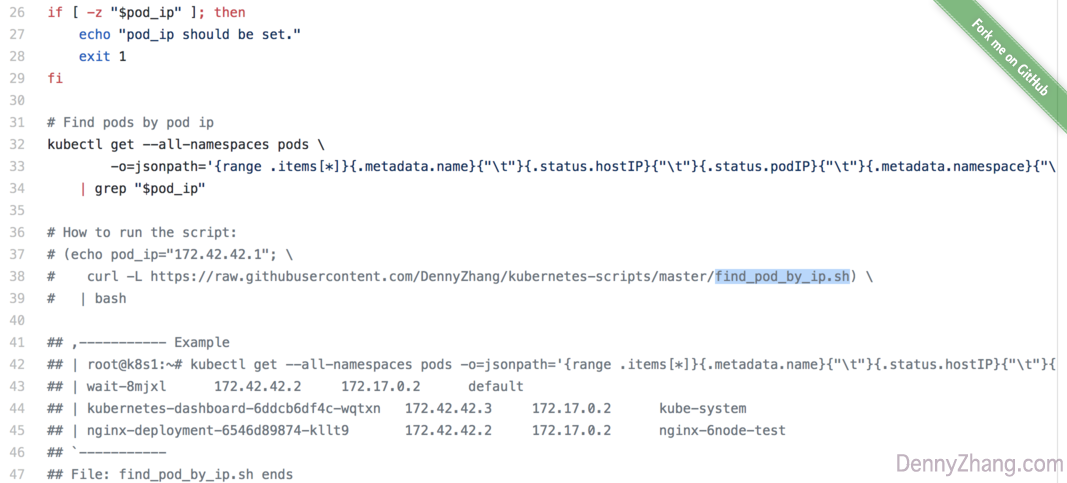 26 if [ -z "$pod_ip" ]; then
27     echo "pod_ip should be set."
28     exit 1
29 fi
30
31 # Find pods by pod ip
32 kubectl get --all-namespaces pods \
33         -o=jsonpath='{range .items[*]}{.metadata.name}{"\t"}{.status.hostIP}{"\t"}{.status.podIP}{"\t"}{.metadata.namespace}{"\
34     | grep "$pod_ip"
35
36 # How to run the script:
37 # (echo pod_ip="172.42.42.1"; \
38 #    curl -L https://raw.githubusercontent.com/DennyZhang/kubernetes-scripts/master/find_pod_by_ip.sh) \
39 #   | bash
40
41 ## ,----------- Example
42 ## | root@k8s1:~# kubectl get --all-namespaces pods -o=jsonpath='{range .items[*]}{.metadata.name}{"\t"}{.status.hostIP}{"\t"}{
43 ## | wait-8mjxl      172.42.42.2     172.17.0.2      default
44 ## | kubernetes-dashboard-6ddcb6df4c-wqtxn   172.42.42.3     172.17.0.2      kube-system
45 ## | nginx-deployment-6546d89874-kllt9       172.42.42.2     172.17.0.2      nginx-6node-test
46 ## `-----------
47 ## File: find_pod_by_ip.sh ends
Fork me on GitHub
DennyZhang.com